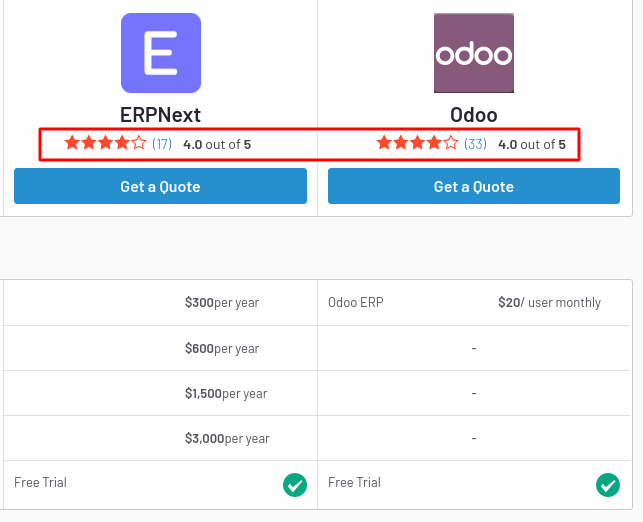 E
odoo
ERPNext
Odoo
(17) 4.0 out of 5
(33) 4.0 out of 5
Get a Quote
Get a Quote
$300per year
Odoo ERP
$20/ user monthly
$600per year
-
$1,500per year
-
$3,000per year
-
Free Trial
Free Trial